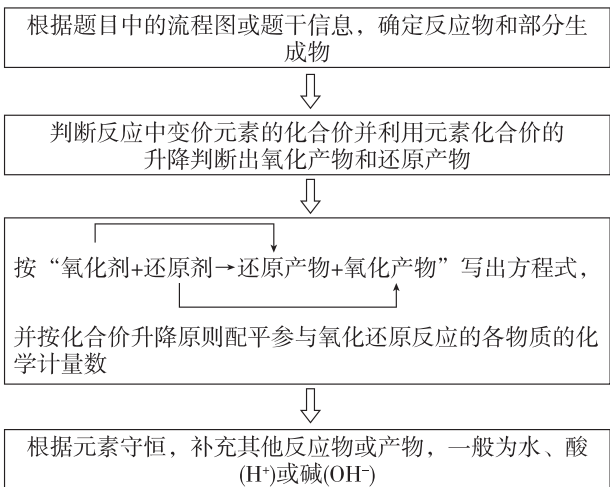 根据题目中的流程图或题干信息，确定反应物和部分生
成物
判断反应中变价元素的化合价并利用元素化合价的
升降判断出氧化产物和还原产物
按“氧化剂+还原剂→还原产物+氧化产物”写出方程式，
并按化合价升降原则配平参与氧化还原反应的各物质的化
学计量数
根据元素守恒，补充其他反应物或产物，一般为水、酸
(H⁺)或碱(OH⁻)